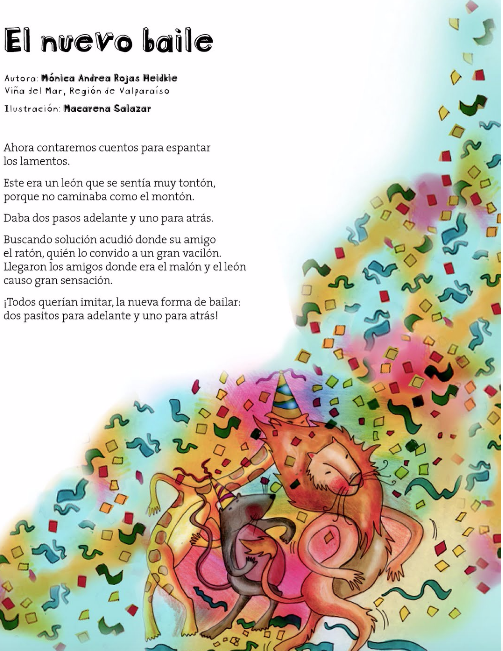 El nuevo baile
Autora: Mónica Andrea Rojas Heidkie
Viña del Mar, Región de Valparaíso
Ilustración: Macarena Salazar
Ahora contaremos cuentos para espantar
los lamentos.
Este era un león que se sentía muy tontón,
porque no caminaba como el montón.
Daba dos pasos adelante y uno para atrás.
Buscando solución acudió donde su amigo
el ratón, quién lo convido a un gran vacilón.
Llegaron los amigos donde era el malón y el león
causo gran sensación.
¡Todos querían imitar, la nueva forma de bailar:
dos pasitos para adelante y uno para atrás!